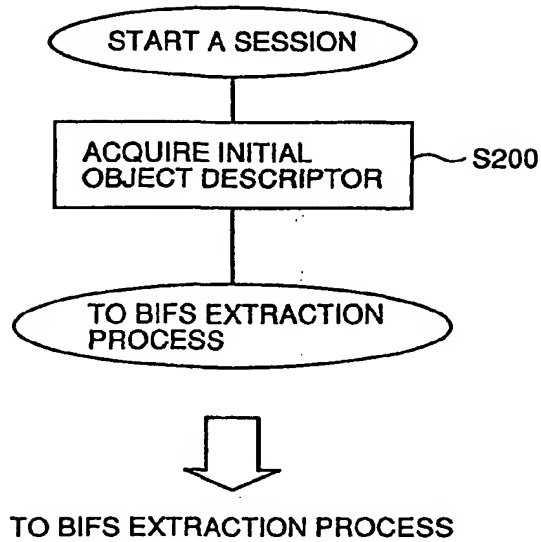 START A SESSION
ACQUIRE INITIAL
OBJECT DESCRIPTOR
S200
TO BIFS EXTRACTION
PROCESS
TO BIFS EXTRACTION PROCESS